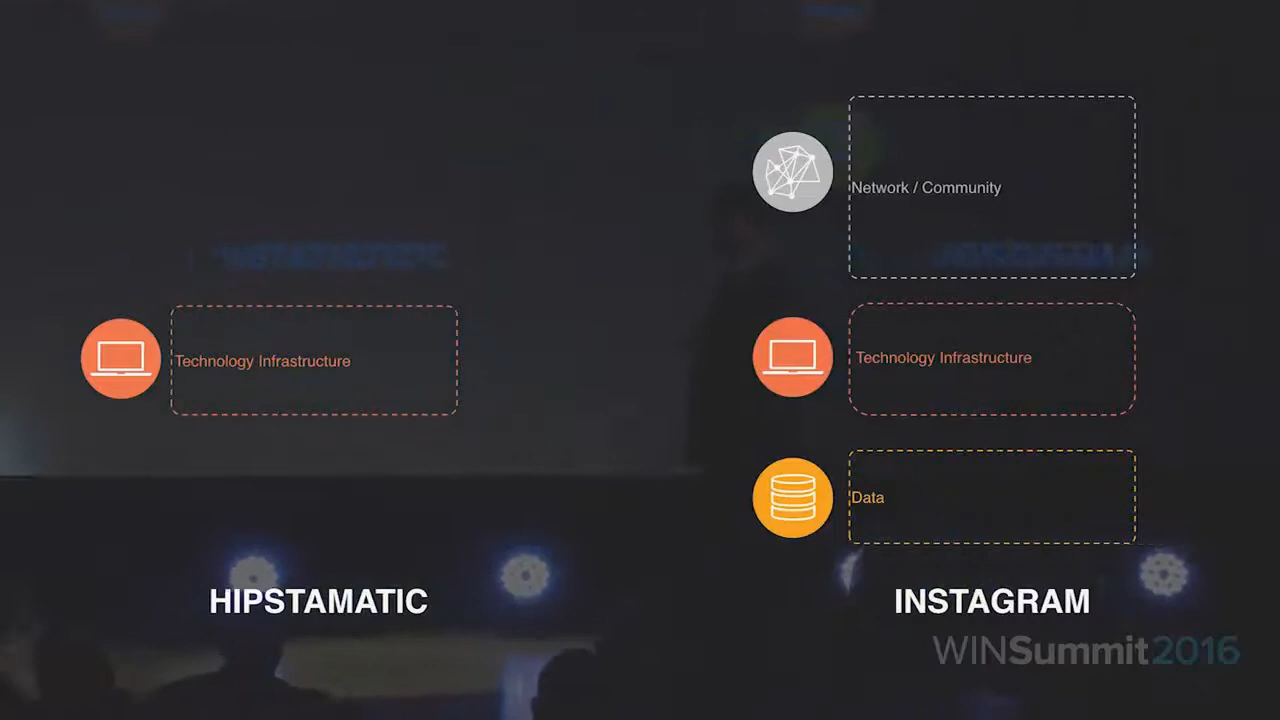 Network / Community
Technology Infrastructure
Technology Infrastructure
Data
HIPSTAMATIC
INSTAGRAM
WINSummit2016